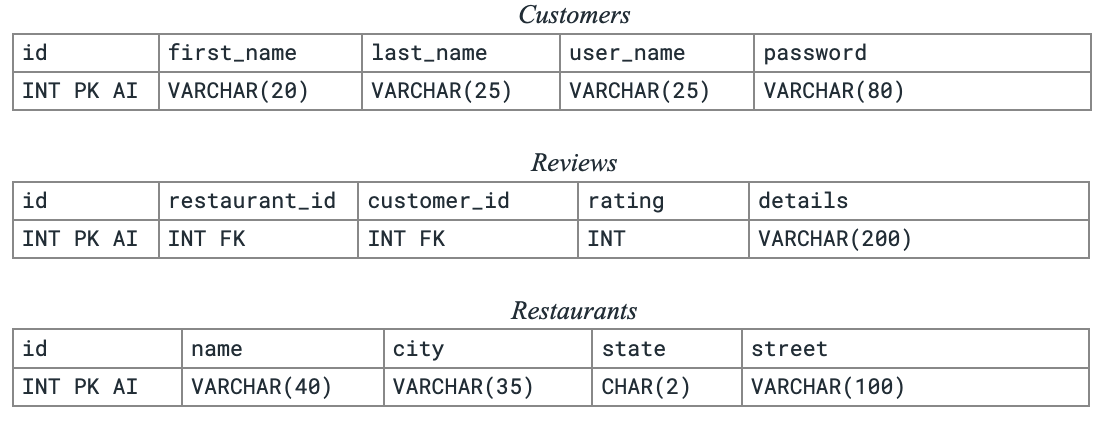 Customers
id first_name last_name user_name password
INT PK AI VARCHAR(20) VARCHAR(25) VARCHAR(25) VARCHAR(80)
Reviews
id restaurant_id customer_id rating details
INT PK AI INT FK INT FK INT VARCHAR(200)
Restaurants
id name city state street
INT PK AI VARCHAR(40) VARCHAR(35) CHAR(2) VARCHAR(100)